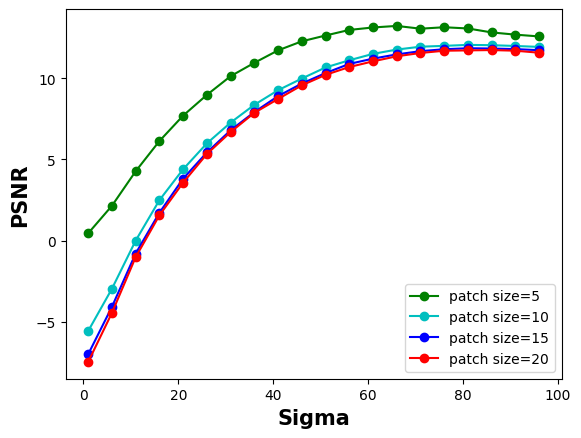 10
5
0
−5
PSNR
0
20
40
60
80
100
Sigma
patch size=5
patch size=10
patch size=15
patch size=20